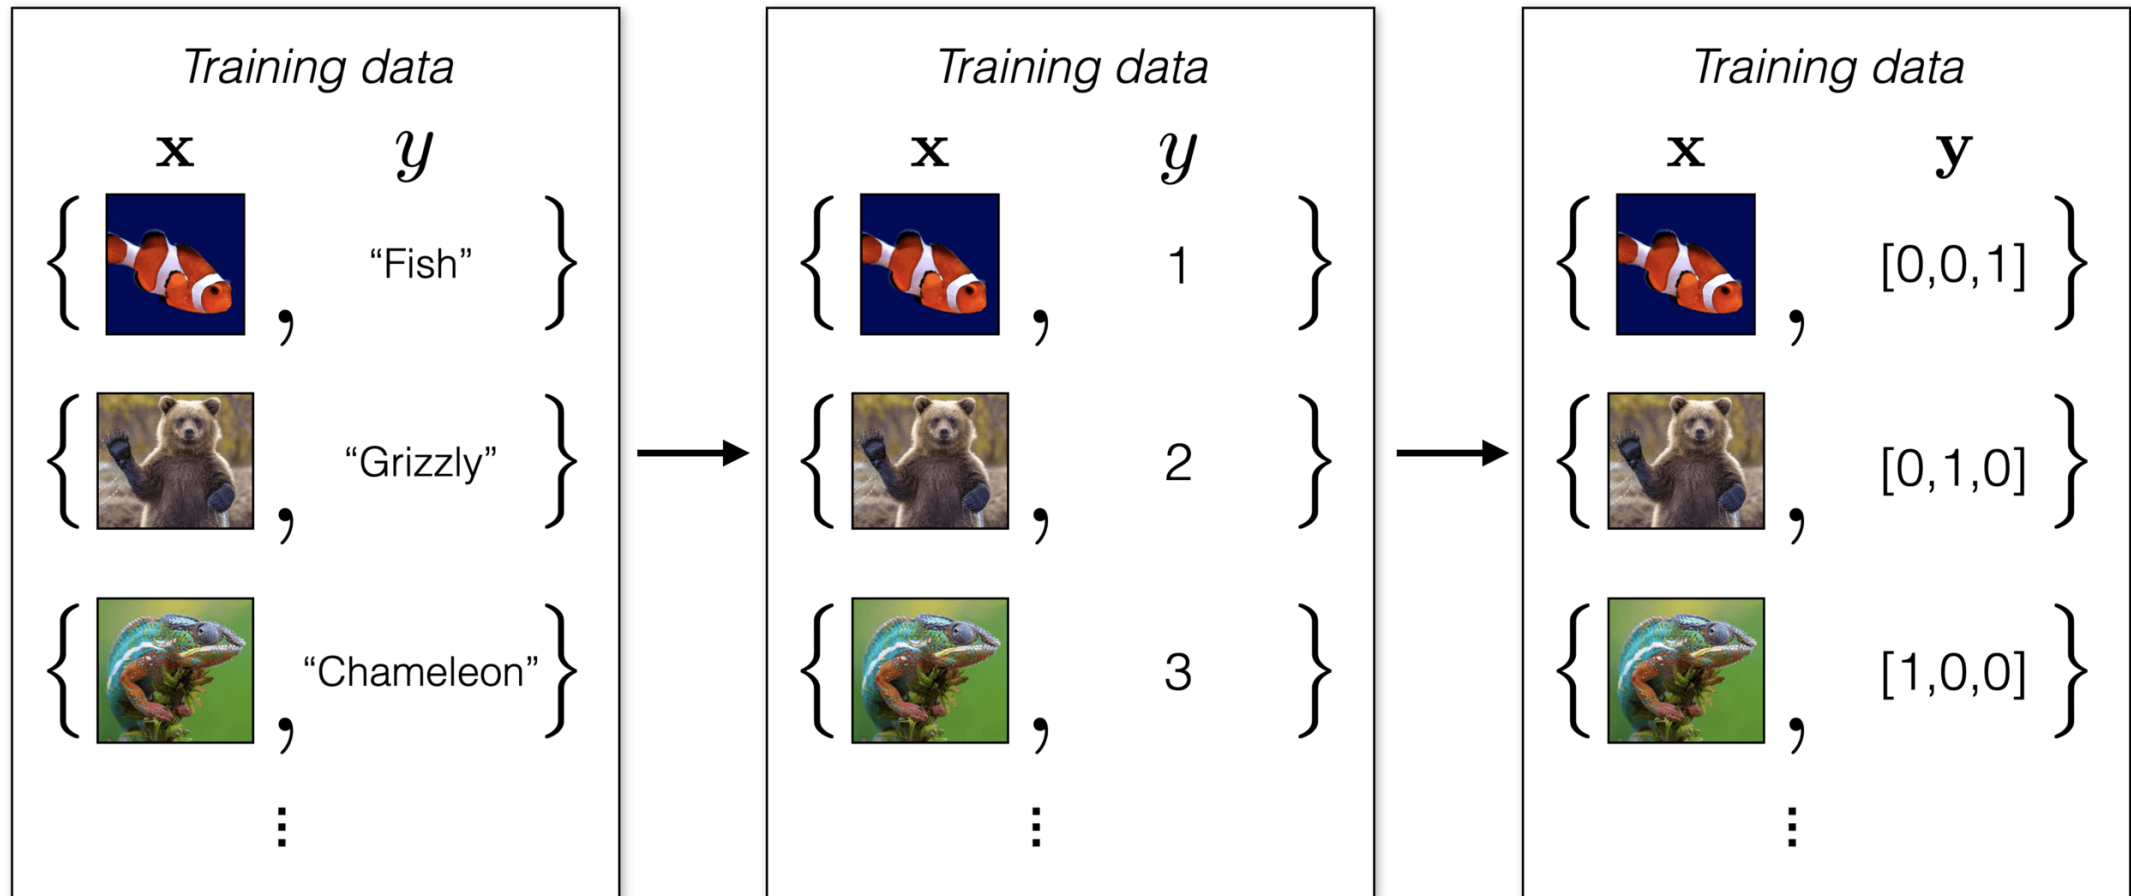 Training data
x y
{ , “Fish” }
{ , “Grizzly” }
{ , “Chameleon” }
⋮
Training data
x y
{ , 1 }
{ , 2 }
{ , 3 }
⋮
Training data
x y
{ , [0,0,1] }
{ , [0,1,0] }
{ , [1,0,0] }
⋮